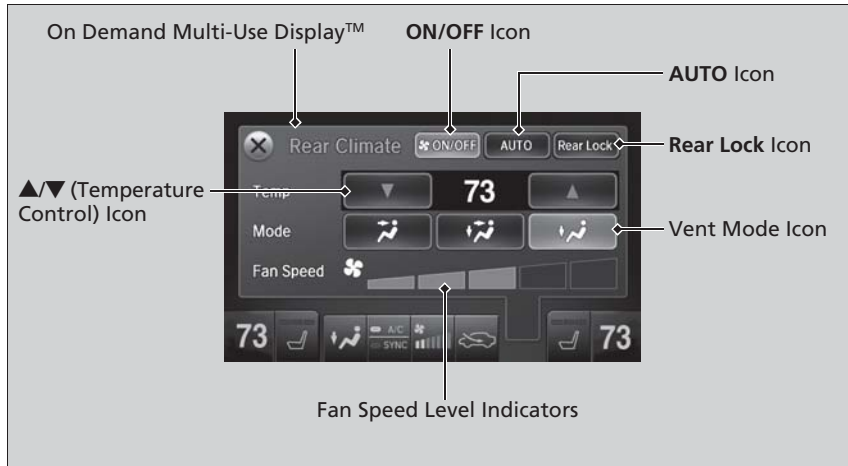 On Demand Multi-Use Display™
ON/OFF Icon
AUTO Icon
Rear Climate
ON/OFF
AUTO
Rear Lock
Rear Lock Icon
▲/▼ (Temperature
Control) Icon
Temp
▼
73
▲
Mode
Vent Mode Icon
Fan Speed
73
A/C
SYNC
73
Fan Speed Level Indicators